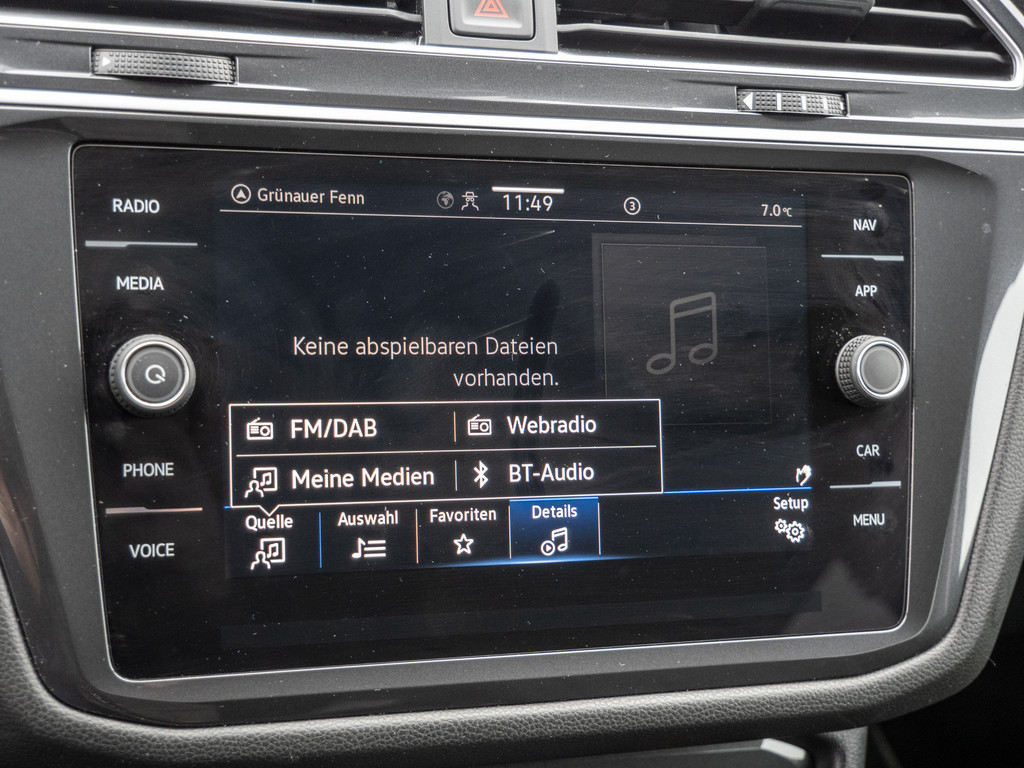 Grünauer Fenn
11:49
3
7.0°C
RADIO
MEDIA
PHONE
VOICE
NAV
APP
CAR
MENU
Keine abspielbaren Dateien
vorhanden.
FM/DAB
Webradio
Meine Medien
BT-Audio
Quelle
Auswahl
Favoriten
Details
Setup